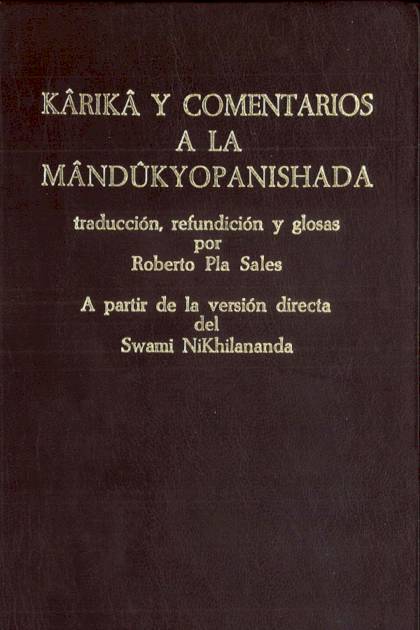 KÂRIKÂ Y COMENTARIOS
A LA
MÂNDÛKYOPANISHADA
traducción, refundición y glosas
por
Roberto Pla Sales
A partir de la versión directa
del
Swami NiKhilananda